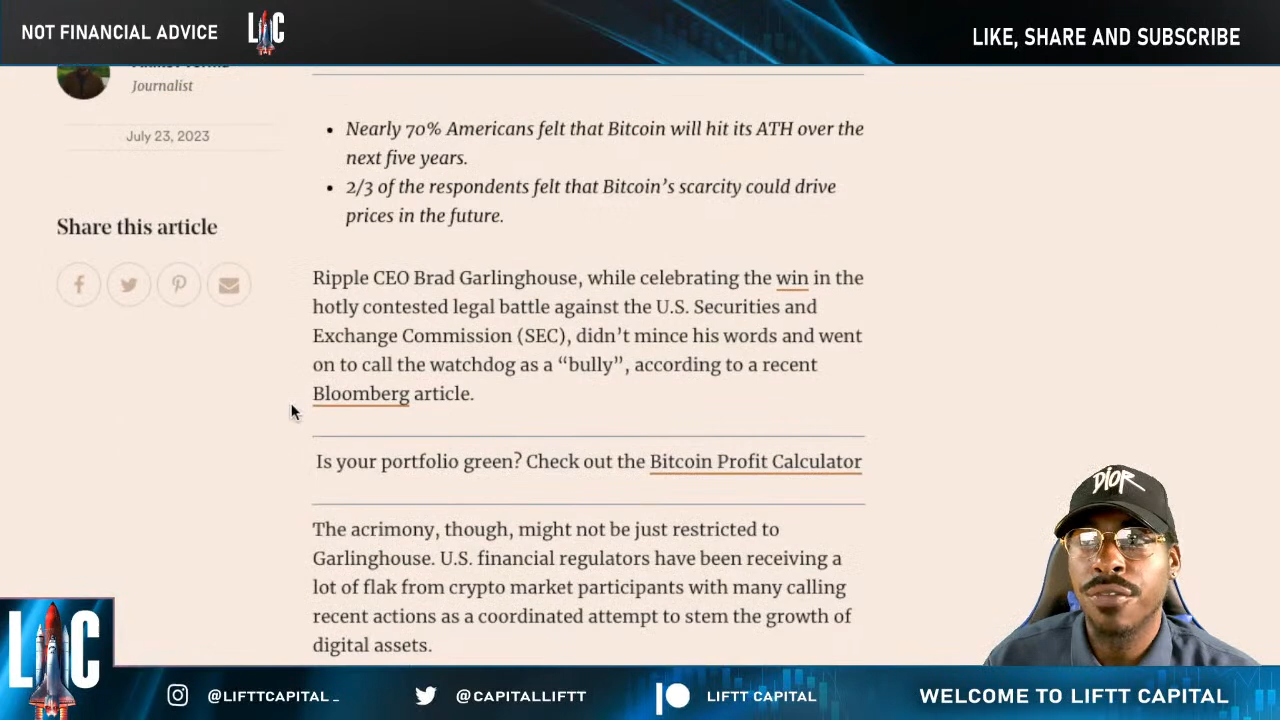 NOT FINANCIAL ADVICE
LC
LIKE, SHARE AND SUBSCRIBE
Journalist
July 23, 2023
Share this article
• Nearly 70% Americans felt that Bitcoin will hit its ATH over the
next five years.
• 2/3 of the respondents felt that Bitcoin’s scarcity could drive
prices in the future.
Ripple CEO Brad Garlinghouse, while celebrating the win in the
hotly contested legal battle against the U.S. Securities and
Exchange Commission (SEC), didn’t mince his words and went
on to call the watchdog as a “bully”, according to a recent
Bloomberg article.
Is your portfolio green? Check out the Bitcoin Profit Calculator
The acrimony, though, might not be just restricted to
Garlinghouse. U.S. financial regulators have been receiving a
lot of flak from crypto market participants with many calling
recent actions as a coordinated attempt to stem the growth of
digital assets.
DIOR
LC
@LIFTTCAPITAL_
@CAPITALLIFTT
LIFTT CAPITAL
WELCOME TO LIFTT CAPITAL